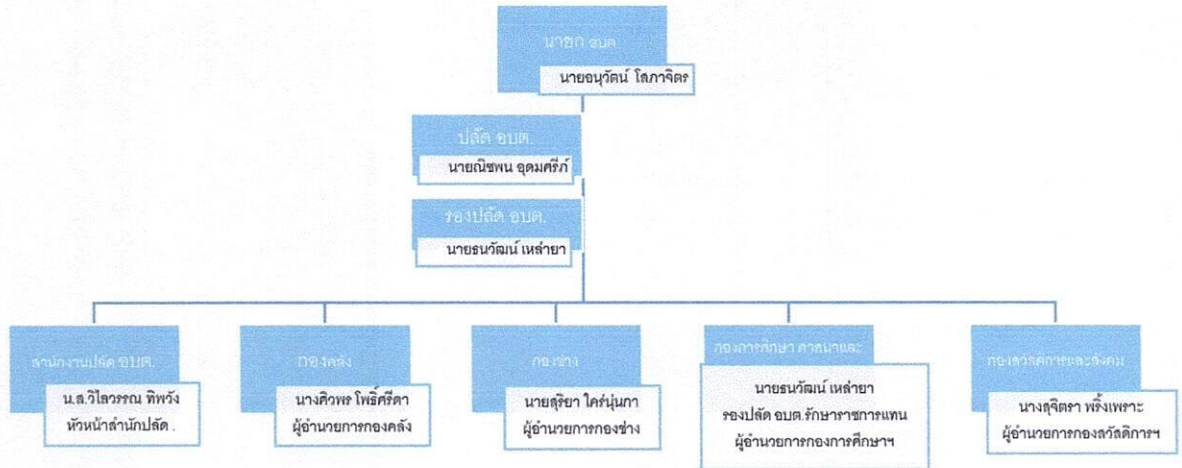 นายก อบต.
นายอนุวัตน์ โสภาจิตร
ปลัด อบต.
นายณิชพน อุดมศรีภ์
รองปลัด อบต.
นายธนวัฒน์ เหล่ายา
สานักงานปลัด อบต.
น.ส.วิไลวรรณ ทิพวัง
หัวหน้าสำนักปลัด .
กองคลัง
นางศิวพร โพธิ์ศรีดา
ผู้อำนวยการกองคลัง
กองช่าง
นายสุริยา ใคร่นุ่นกา
ผู้อำนวยการกองช่าง
กองการศึกษา ศาสนาและ
นายธนวัฒน์ เหล่ายา
รองปลัด อบต.รักษาราชการแทน
ผู้อำนวยการกองการศึกษาฯ
กองสวัสดิการและสังคม
นางสุจิตรา พริ้งเพราะ
ผู้อำนวยการกองสวัสดิการฯ